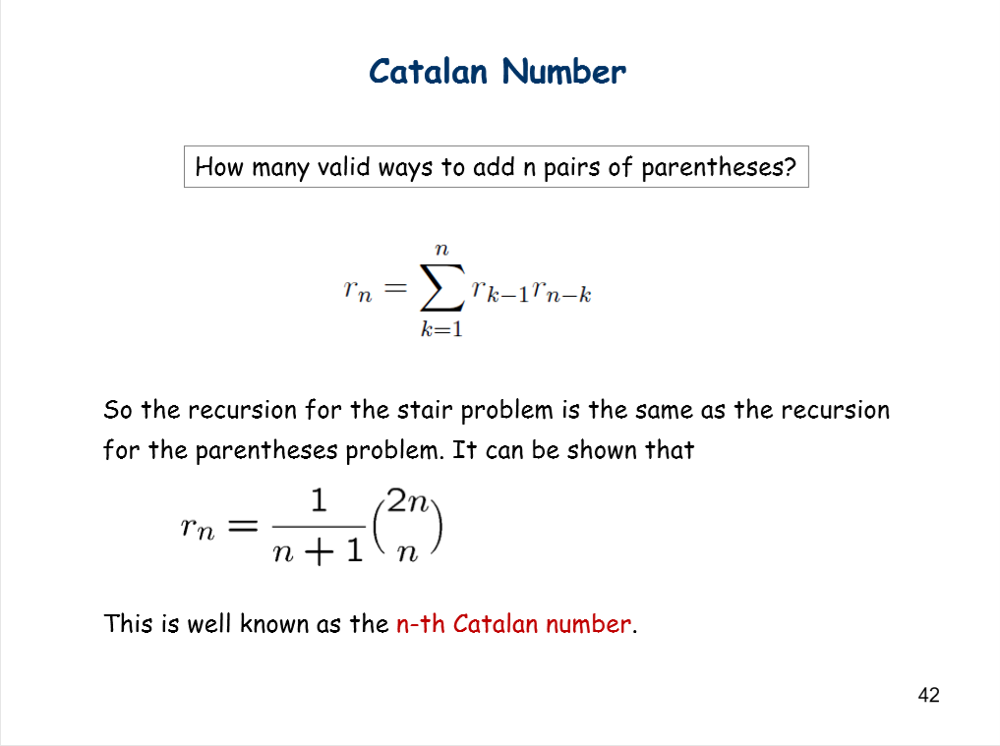 Catalan Number
How many valid ways to add n pairs of parentheses?
$r_n = \sum_{k=1}^{n} r_{k-1} r_{n-k}$
So the recursion for the stair problem is the same as the recursion
for the parentheses problem. It can be shown that
$r_n = \frac{1}{n+1} \binom{2n}{n}$
This is well known as the n-th Catalan number.
42